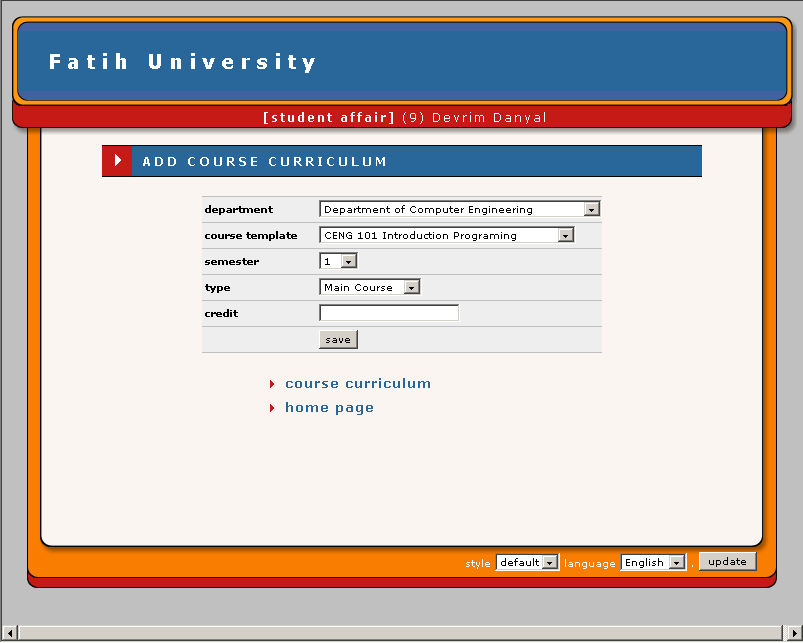 Fatih University
[student affair] (9) Devrim Danyal
ADD COURSE CURRICULUM
department Department of Computer Engineering
course template CENG 101 Introduction Programing
semester 1
type Main Course
credit
save
course curriculum
home page
style default language English . update